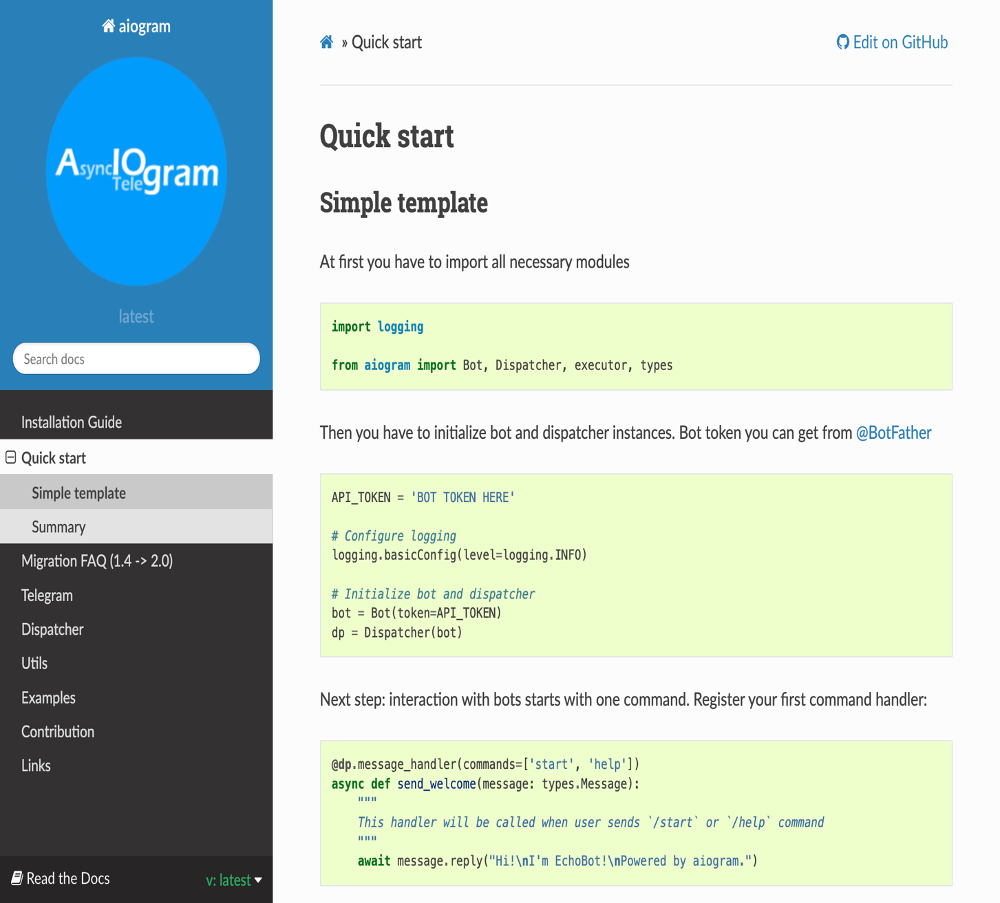 aiogram
AsyncIOgram
Tele
latest
Search docs
Installation Guide
Quick start
Simple template
Summary
Migration FAQ (1.4 -> 2.0)
Telegram
Dispatcher
Utils
Examples
Contribution
Links
Read the Docs
v: latest
» Quick start
Edit on GitHub
Quick start
Simple template
At first you have to import all necessary modules
import logging
from aiogram import Bot, Dispatcher, executor, types
Then you have to initialize bot and dispatcher instances. Bot token you can get from @BotFather
API_TOKEN = 'BOT TOKEN HERE'
# Configure logging
logging.basicConfig(level=logging.INFO)
# Initialize bot and dispatcher
bot = Bot(token=API_TOKEN)
dp = Dispatcher(bot)
Next step: interaction with bots starts with one command. Register your first command handler:
@dp.message_handler(commands=['start', 'help'])
async def send_welcome(message: types.Message):
    """
    This handler will be called when user sends `/start` or `/help` command
    """
    await message.reply("Hi!\nI'm EchoBot!\nPowered by aiogram.")